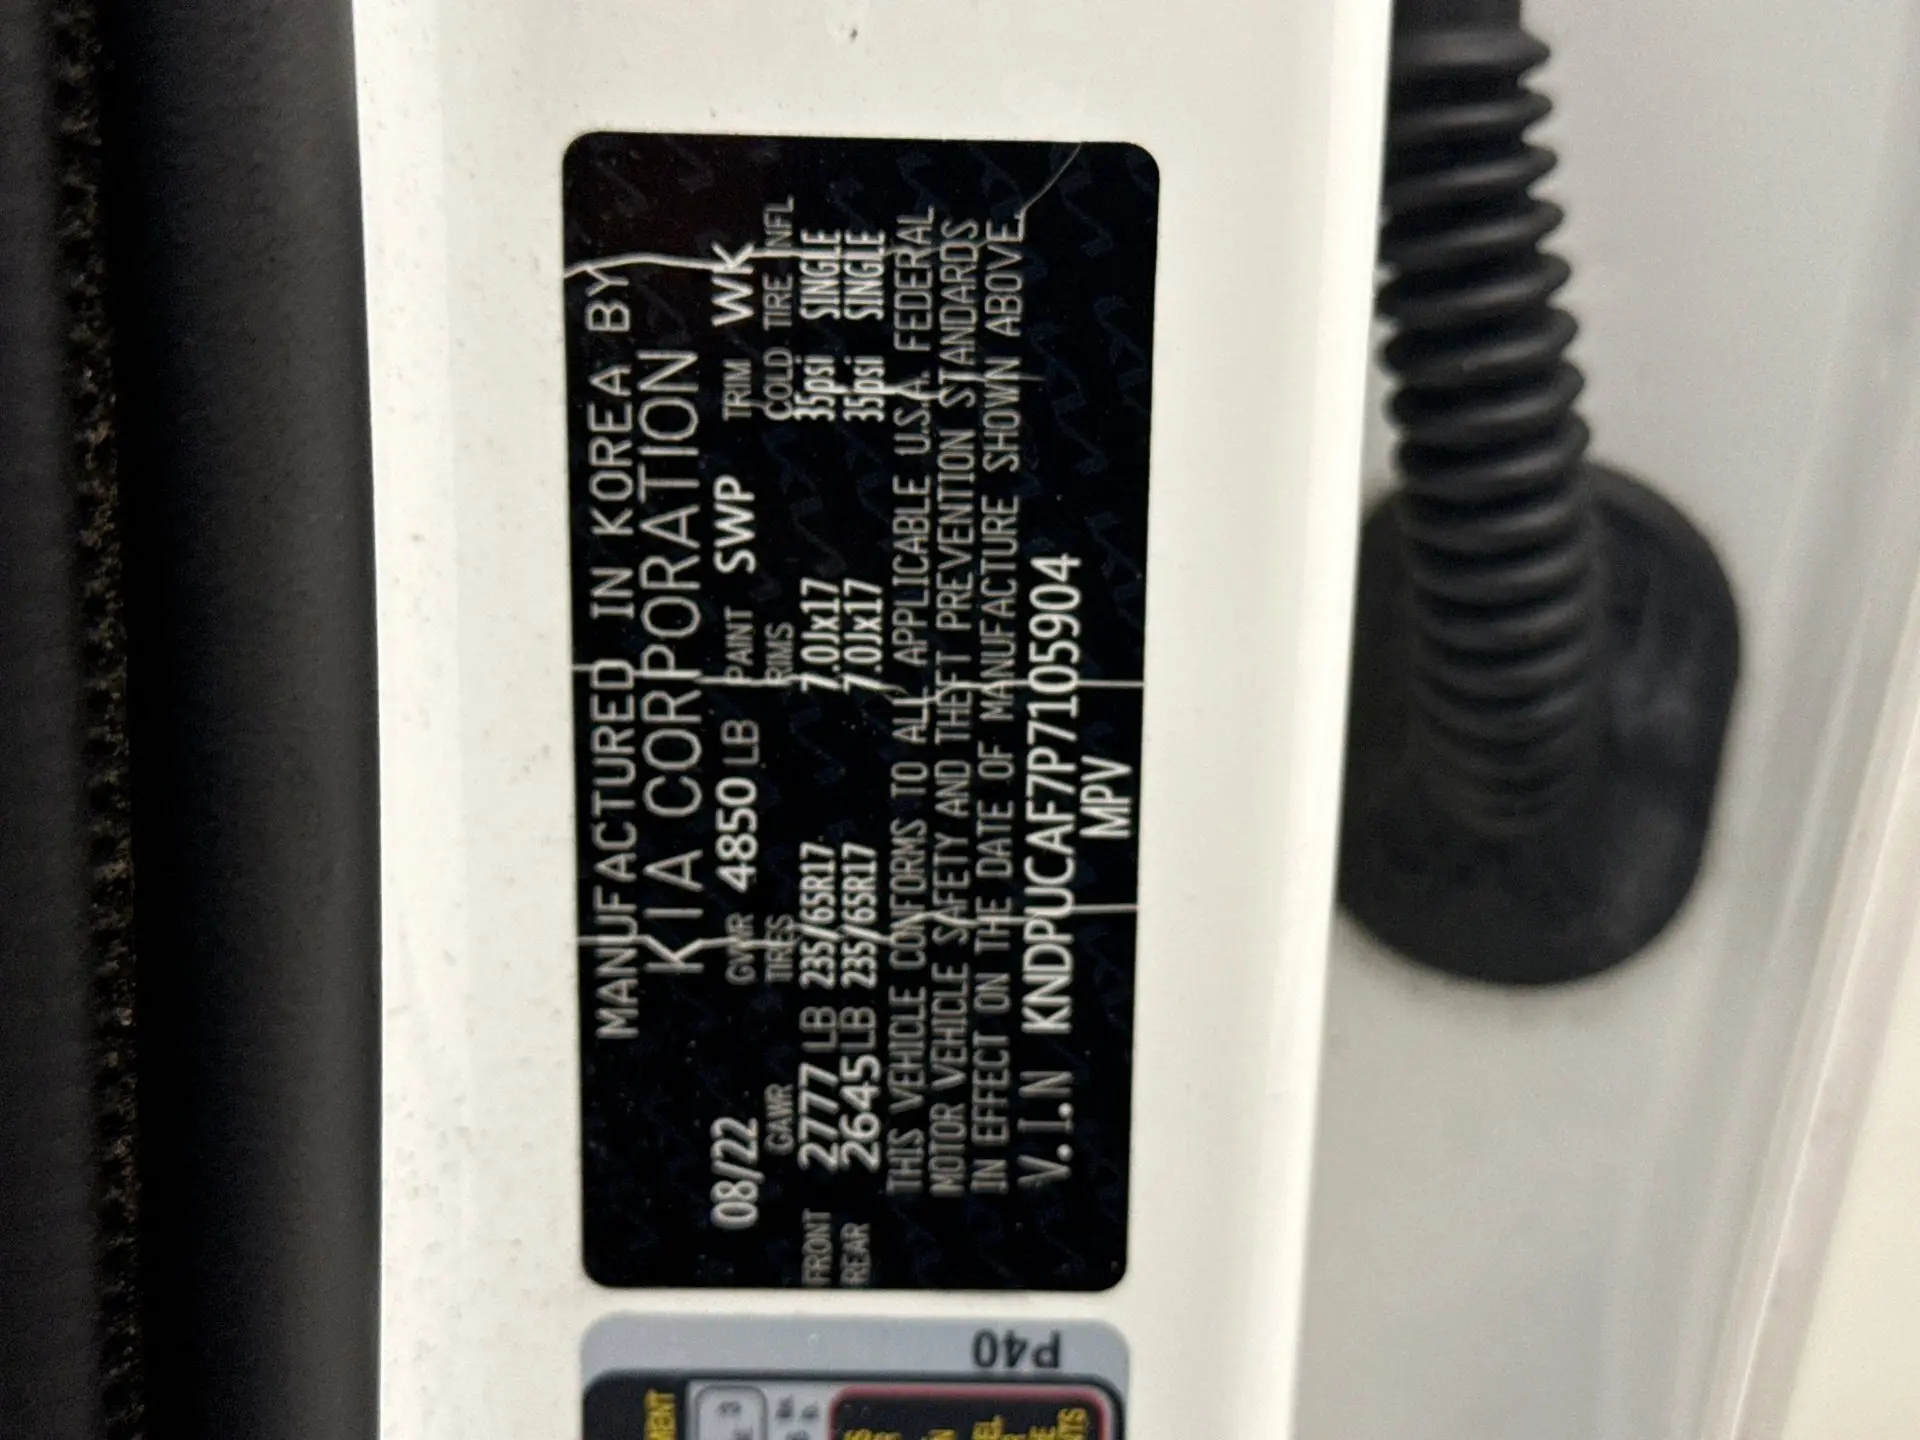 MANUFACTURED IN KOREA BY
KIA CORPORATION
08/22 GVWR 4850 LB PAINT SWP TRIM WK
GAWR TIRES RIMS COLD TIRE INFL
FRONT 2777 LB 235/65R17 7.0Jx17 35psi SINGLE
REAR 2645LB 235/65R17 7.0Jx17 35psi SINGLE
THIS VEHICLE CONFORMS TO ALL APPLICABLE U.S.A. FEDERAL
MOTOR VEHICLE SAFETY AND THEFT PREVENTION STANDARDS
IN EFFECT ON THE DATE OF MANUFACTURE SHOWN ABOVE.
V.I.N KNDPUCAF7P7105904
MPV
P40